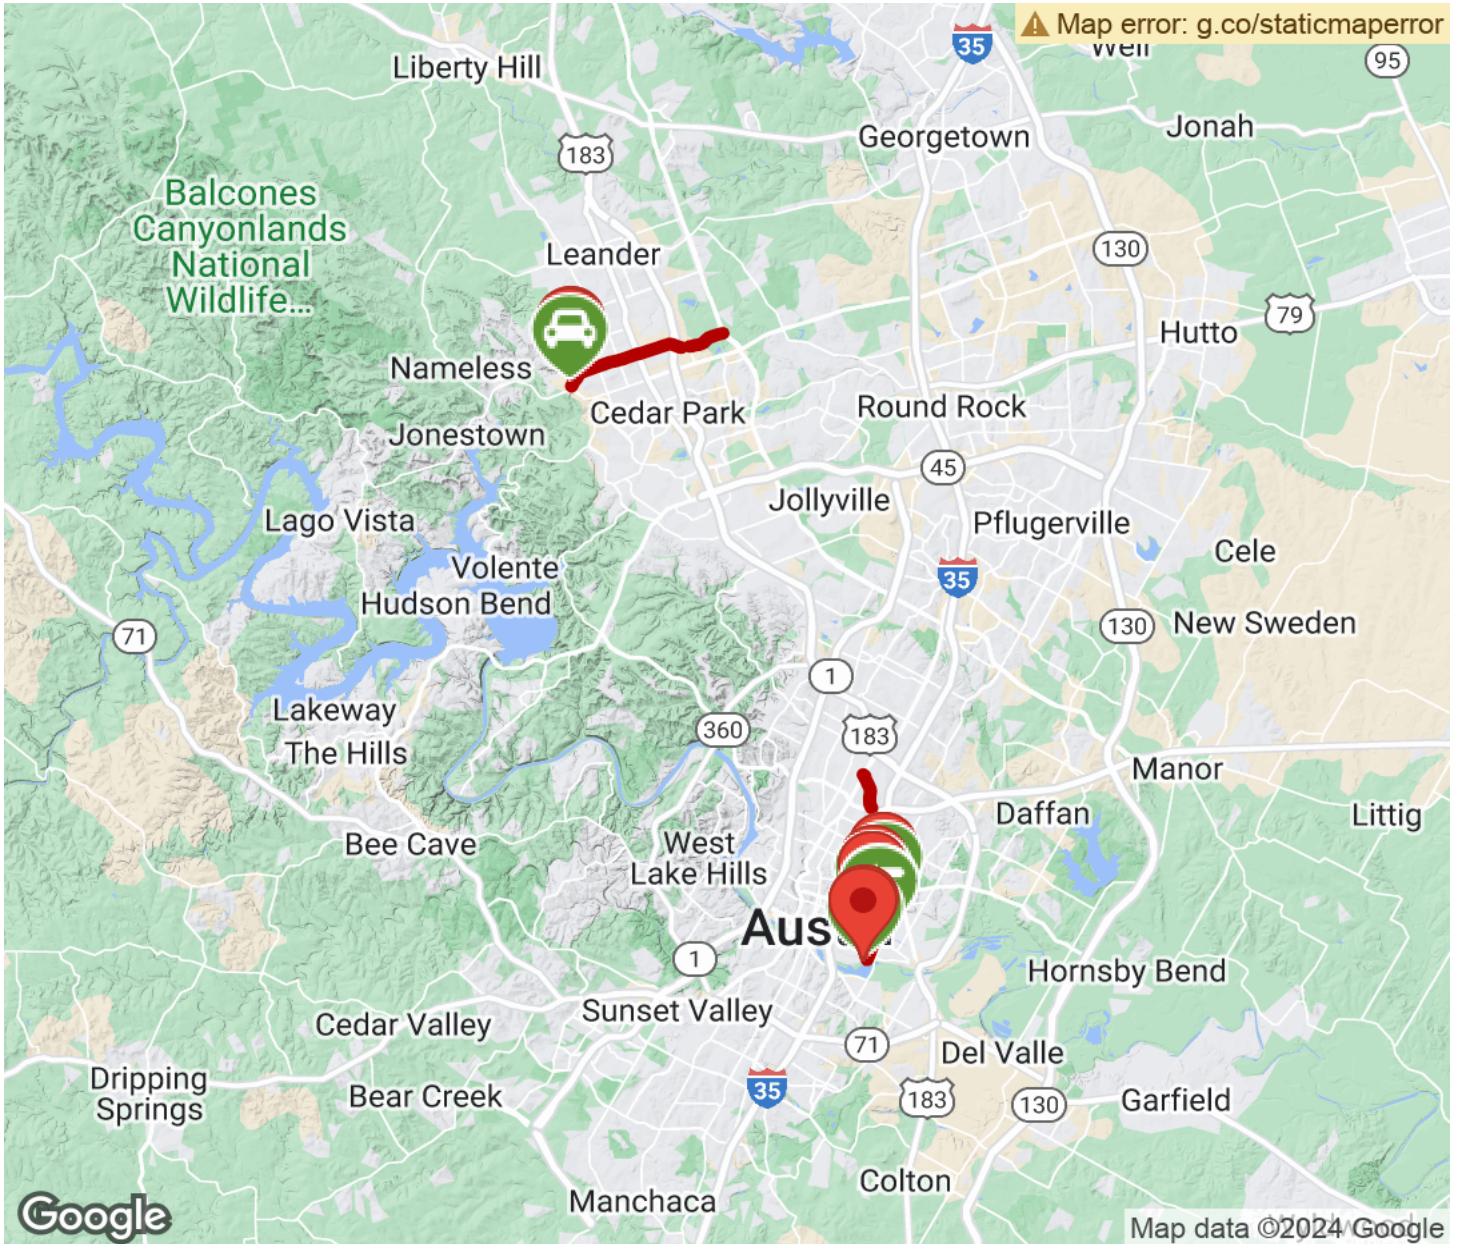 Map error: g.co/staticmaperror
35
95
Liberty Hill
Georgetown
Jonah
183
Balcones
Canyonlands
National
Wildlife...
Leander
130
79
Hutto
Nameless
Cedar Park
Round Rock
Jonestown
45
Jollyville
Lago Vista
Pflugerville
Cele
Volente
35
Hudson Bend
71
130
New Sweden
1
Lakeway
360
183
The Hills
Manor
Daffan
Littig
Bee Cave
West
Lake Hills
Aus
1
Hornsby Bend
Sunset Valley
Cedar Valley
71
Del Valle
Dripping
Springs
Bear Creek
35
183
130
Garfield
Colton
Manchaca
Google
Map data ©2024 Google